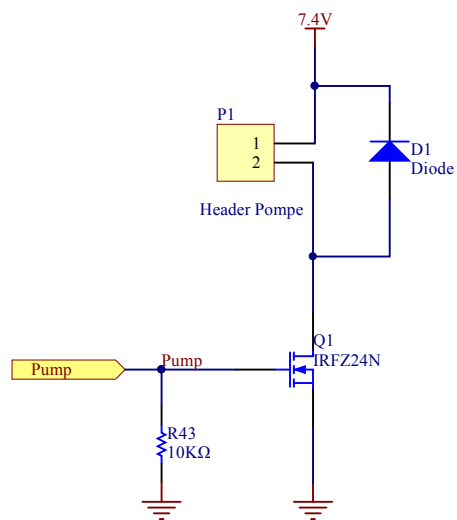 7.4V
P1
1
2
D1
Diode
Header Pompe
Q1
IRFZ24N
Pump
Pump
R43
10KΩ